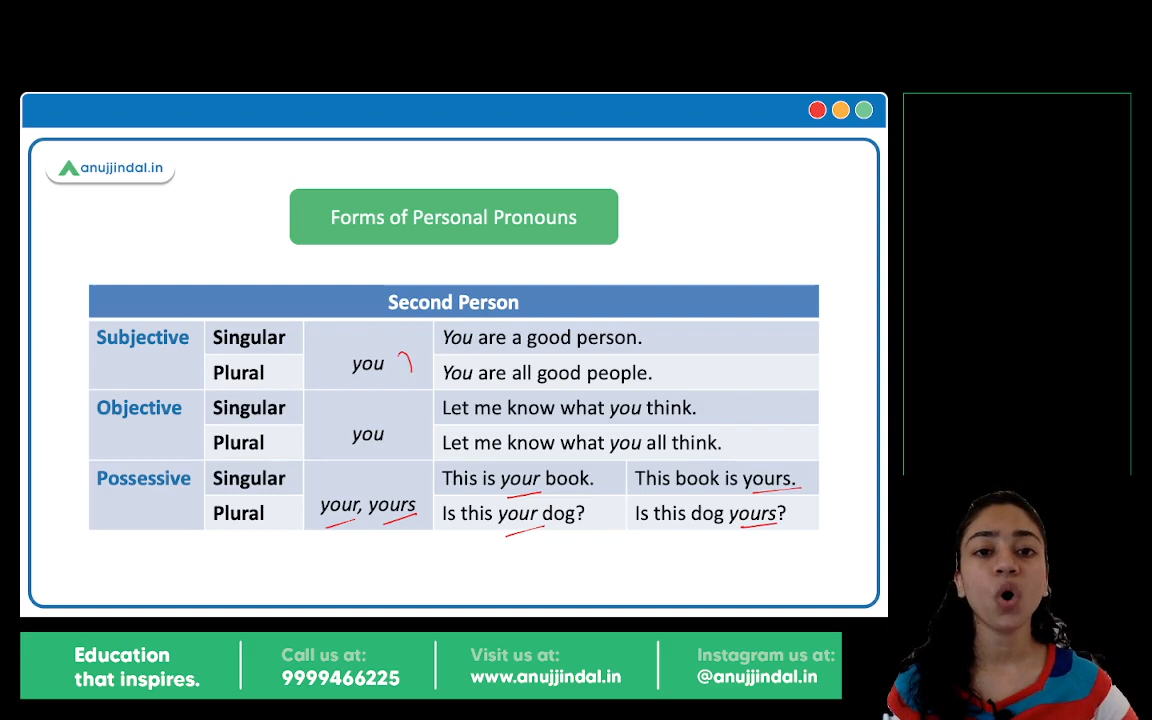 anujjindal.in
Forms of Personal Pronouns
Second Person
Subjective Singular you You are a good person.
Plural You are all good people.
Objective Singular you Let me know what you think.
Plural Let me know what you all think.
Possessive Singular your, yours This is your book. This book is yours.
Plural Is this your dog? Is this dog yours?
Education
that inspires.
Call us at:
9999466225
Visit us at:
www.anujjindal.in
Instagram us at:
@anujjindal.in